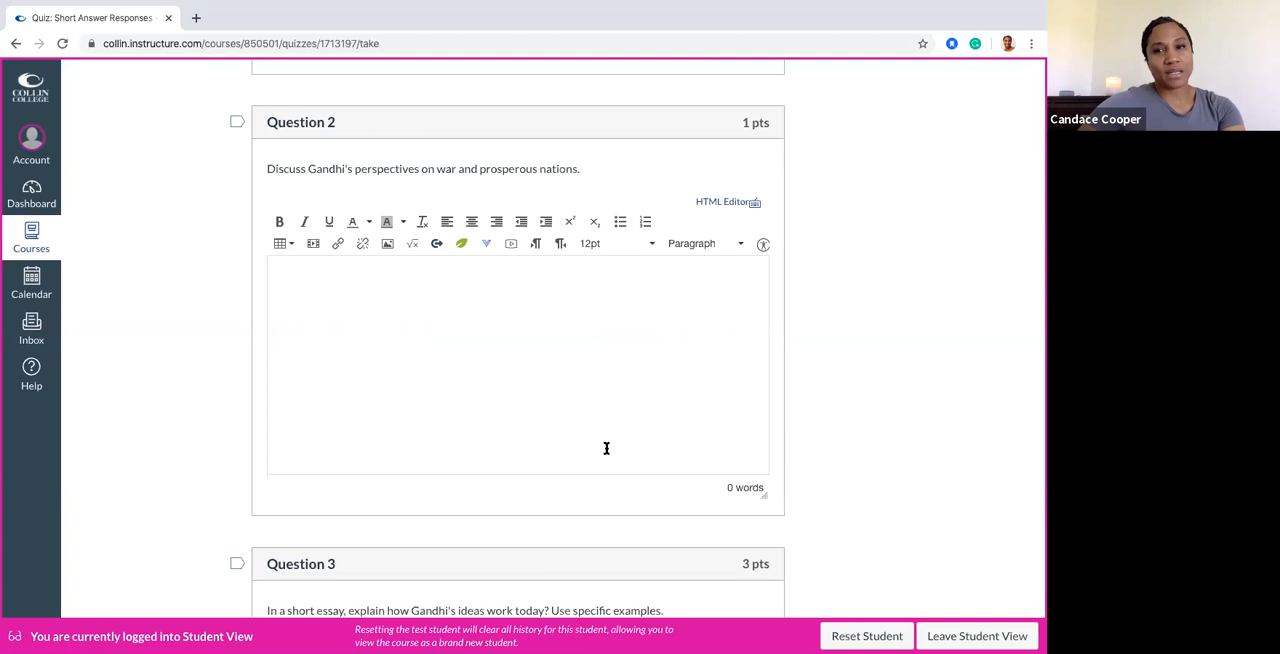 Quiz: Short Answer Responses
collin.instructure.com/courses/850501/quizzes/1713197/take
Candace Cooper
COLLIN
COLLEGE
Account
Dashboard
Courses
Calendar
Inbox
Help
Question 2
1 pts
Discuss Gandhi's perspectives on war and prosperous nations.
HTML Editor
12pt
Paragraph
0 words
Question 3
3 pts
In a short essay, explain how Gandhi's ideas work today? Use specific examples.
You are currently logged into Student View
Resetting the test student will clear all history for this student, allowing you to
view the course as a brand new student.
Reset Student
Leave Student View